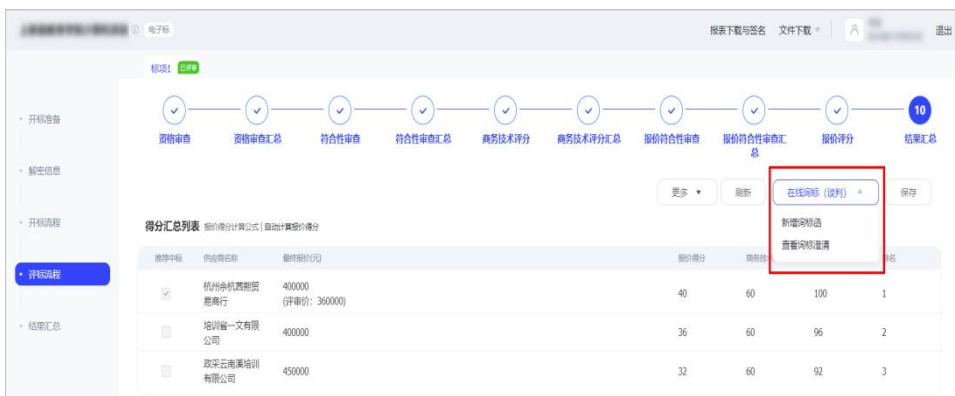 电子标 报表下载与签名 文件下载 退出
标项1 已评审
开标准备
解密信息
开标流程
评标流程
结果汇总
10
资格审查 资格审查汇总 符合性审查 符合性审查汇总 商务技术评分 商务技术评分汇总 报价符合性审查 报价符合性审查汇总 报价评分 结果汇总
更多 刷新 在线询标（谈判） 保存
新增询标函
查看询标澄清
得分汇总列表 报价得分计算公式 | 自动计算报价得分
推荐中标 供应商名称 最终报价(元) 报价得分 商务技 排名
杭州余杭茜熊贸
易商行
400000
(评审价：360000)
40 60 100 1
培训省一文有限
公司
400000 36 60 96 2
政采云南溪培训
有限公司
450000 32 60 92 3